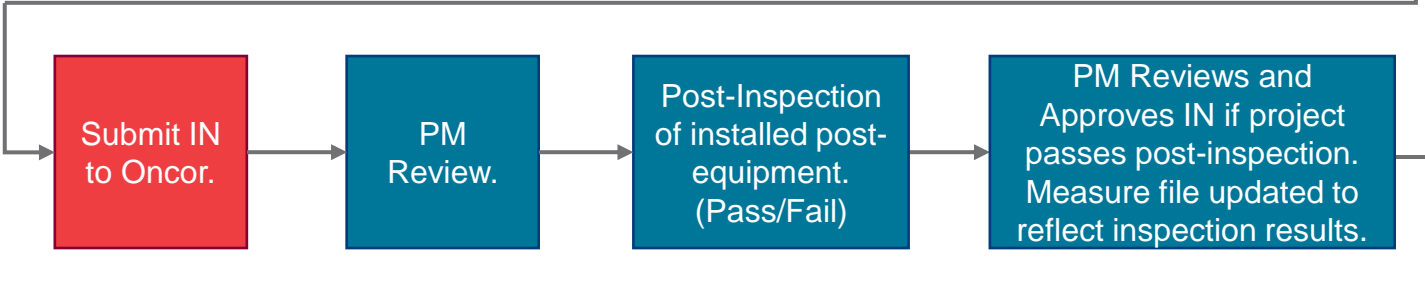 Submit IN
to Oncor.
PM
Review.
Post-Inspection
of installed post-
equipment.
(Pass/Fail)
PM Reviews and
Approves IN if project
passes post-inspection.
Measure file updated to
reflect inspection results.